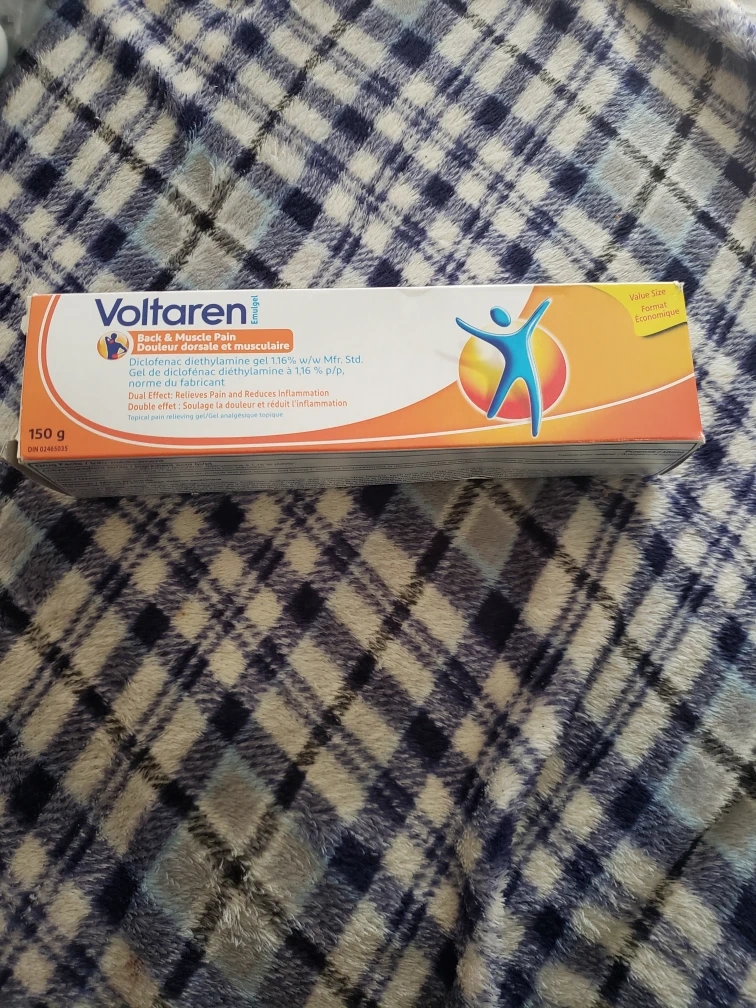 Voltaren
Emulgel
Back & Muscle Pain
Douleur dorsale et musculaire
Diclofenac diethylamine gel 1.16% w/w Mfr. Std.
Gel de diclofénac diéthylamine à 1,16 % p/p,
norme du fabricant
Dual Effect: Relieves Pain and Reduces Inflammation
Double effet : Soulage la douleur et réduit l'inflammation
Topical pain relieving gel/Gel analgésique topique
150 g
DIN 02465035
Value Size
Format
Économique